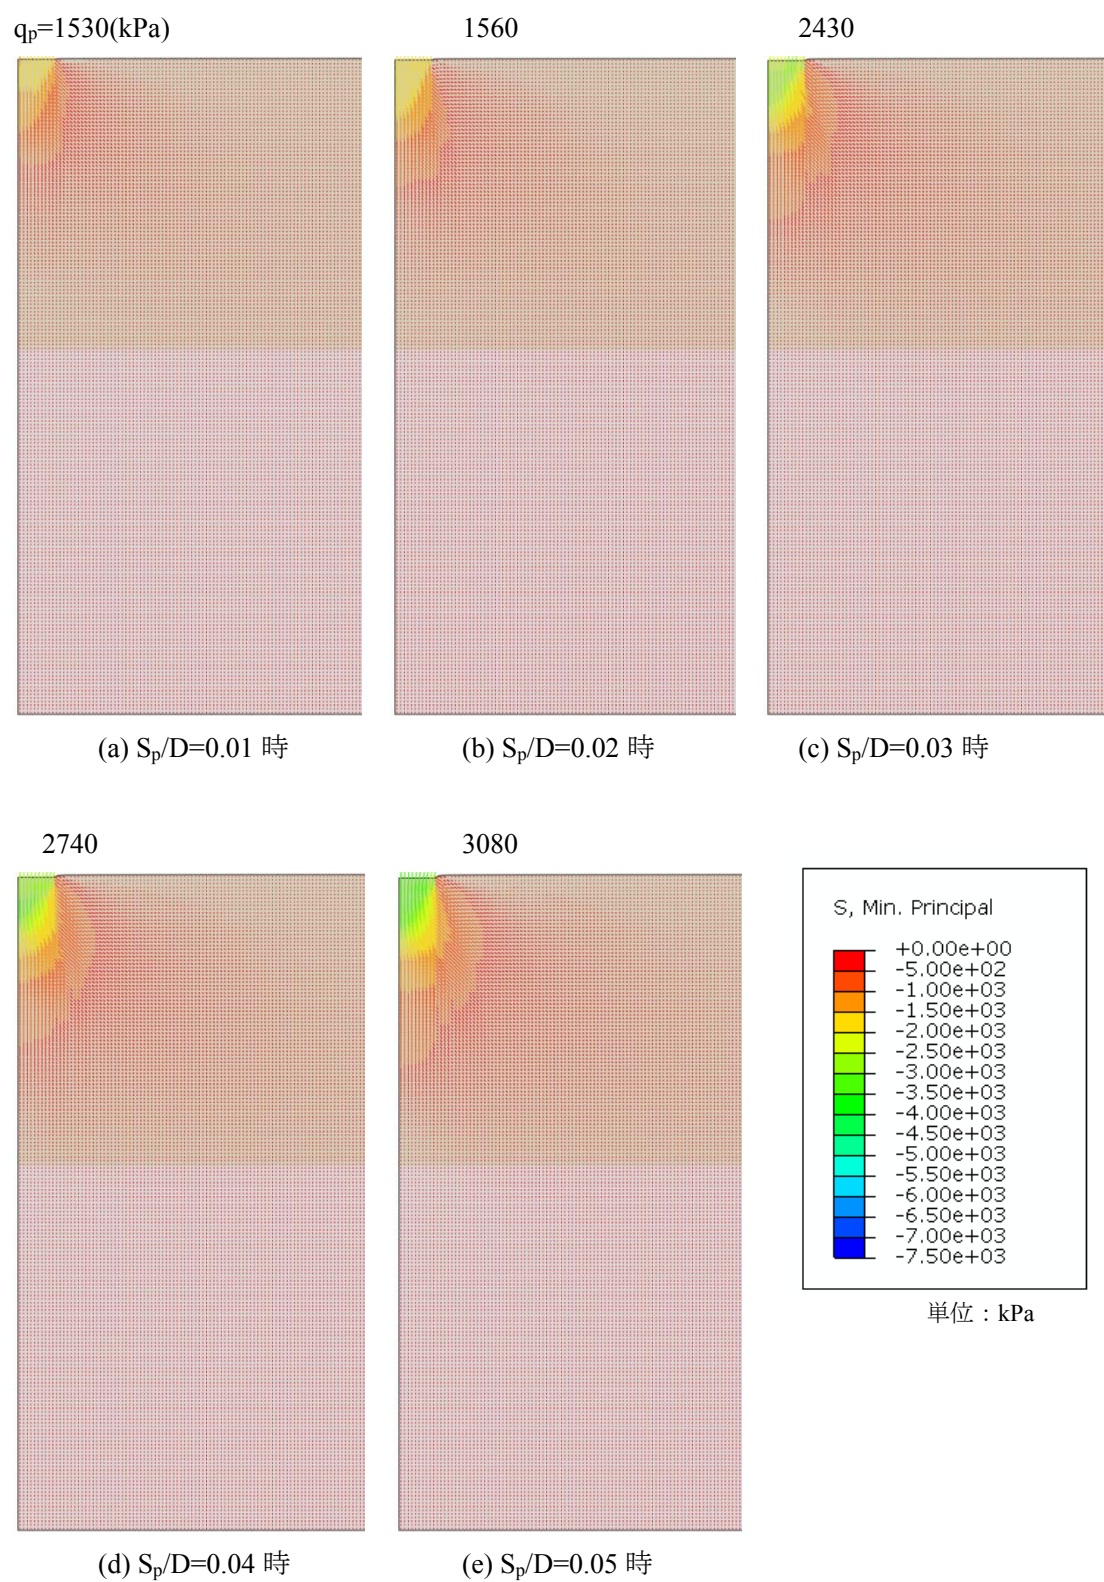 qp=1530(kPa)
1560
2430
(a) Sp/D=0.01 時
(b) Sp/D=0.02 時
(c) Sp/D=0.03 時
2740
3080
S, Min. Principal
+0.00e+00
-5.00e+02
-1.00e+03
-1.50e+03
-2.00e+03
-2.50e+03
-3.00e+03
-3.50e+03
-4.00e+03
-4.50e+03
-5.00e+03
-5.50e+03
-6.00e+03
-6.50e+03
-7.00e+03
-7.50e+03
単位：kPa
(d) Sp/D=0.04 時
(e) Sp/D=0.05 時